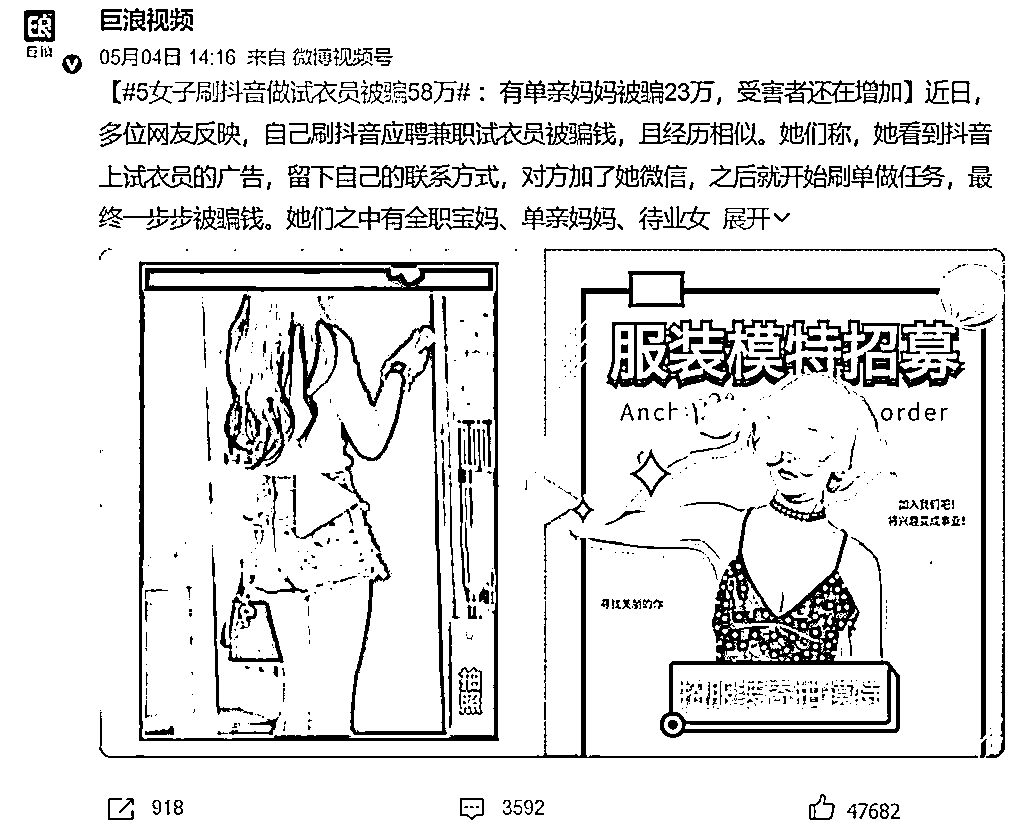 巨浪视频
05月04日 14:16 来自 微博视频号
【#5女子刷抖音做试衣员被骗58万#：有单亲妈妈被骗23万，受害者还在增加】近日，
多位网友反映，自己刷抖音应聘兼职试衣员被骗钱，且经历相似。她们称，她看到抖音
上试衣员的广告，留下自己的联系方式，对方加了她微信，之后就开始刷单做任务，最
终一步步被骗钱。她们之中有全职宝妈、单亲妈妈、待业女 展开
服装模特招募
Anch
order
加入我们吧！
将兴趣变成事业！
拍照
918
3592
47682